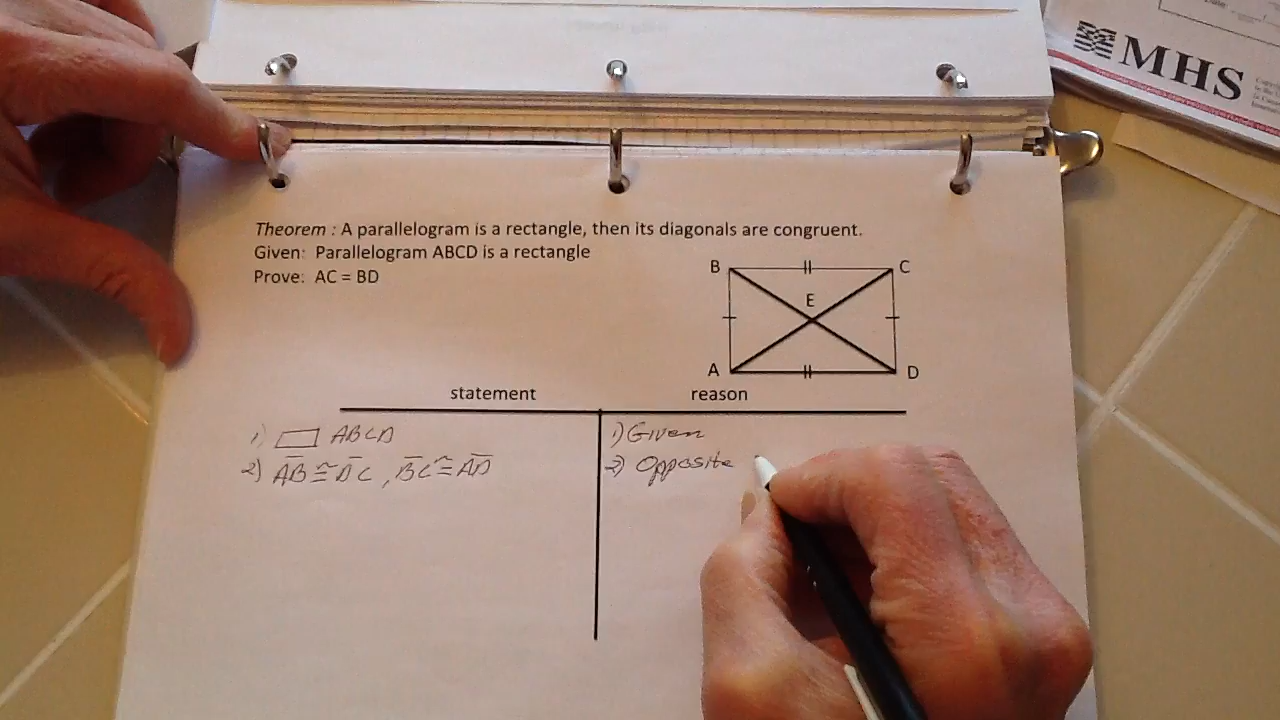 Date:
MHS
Theorem : A parallelogram is a rectangle, then its diagonals are congruent.
Given: Parallelogram ABCD is a rectangle
Prove: AC = BD
B
C
E
A
D
statement
reason
1) ▭ ABCD
1) Given
2) AB ≅ DC , BC ≅ AD
2) Opposite